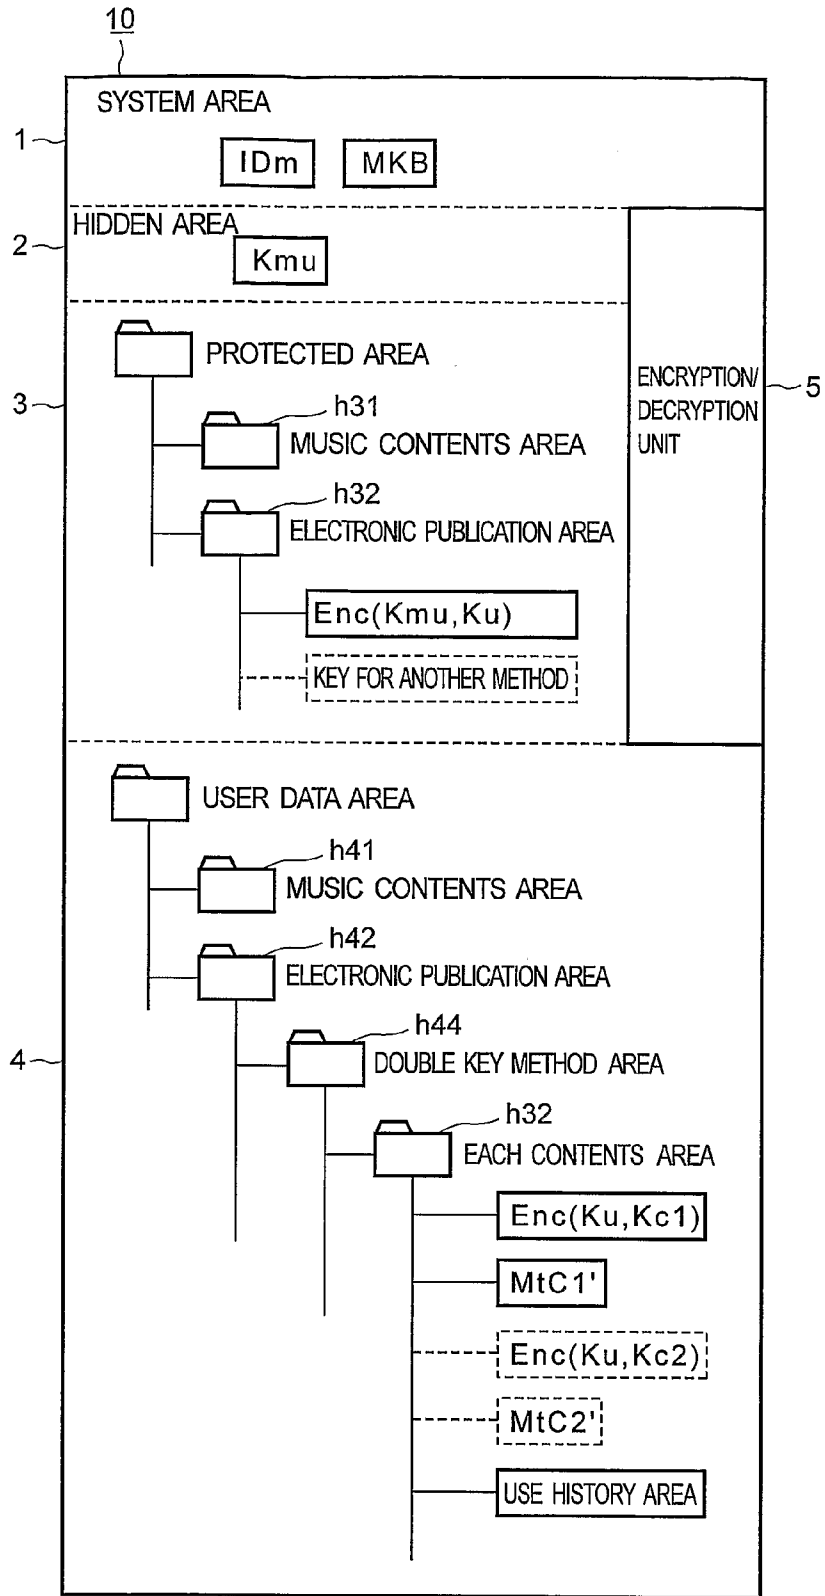 10
SYSTEM AREA
1
IDm
MKB
HIDDEN AREA
2
Kmu
PROTECTED AREA
3
h31
MUSIC CONTENTS AREA
h32
ELECTRONIC PUBLICATION AREA
Enc(Kmu,Ku)
KEY FOR ANOTHER METHOD
ENCRYPTION/
DECRYPTION
UNIT
5
USER DATA AREA
h41
MUSIC CONTENTS AREA
h42
ELECTRONIC PUBLICATION AREA
4
h44
DOUBLE KEY METHOD AREA
h32
EACH CONTENTS AREA
Enc(Ku,Kc1)
MtC1'
Enc(Ku,Kc2)
MtC2'
USE HISTORY AREA